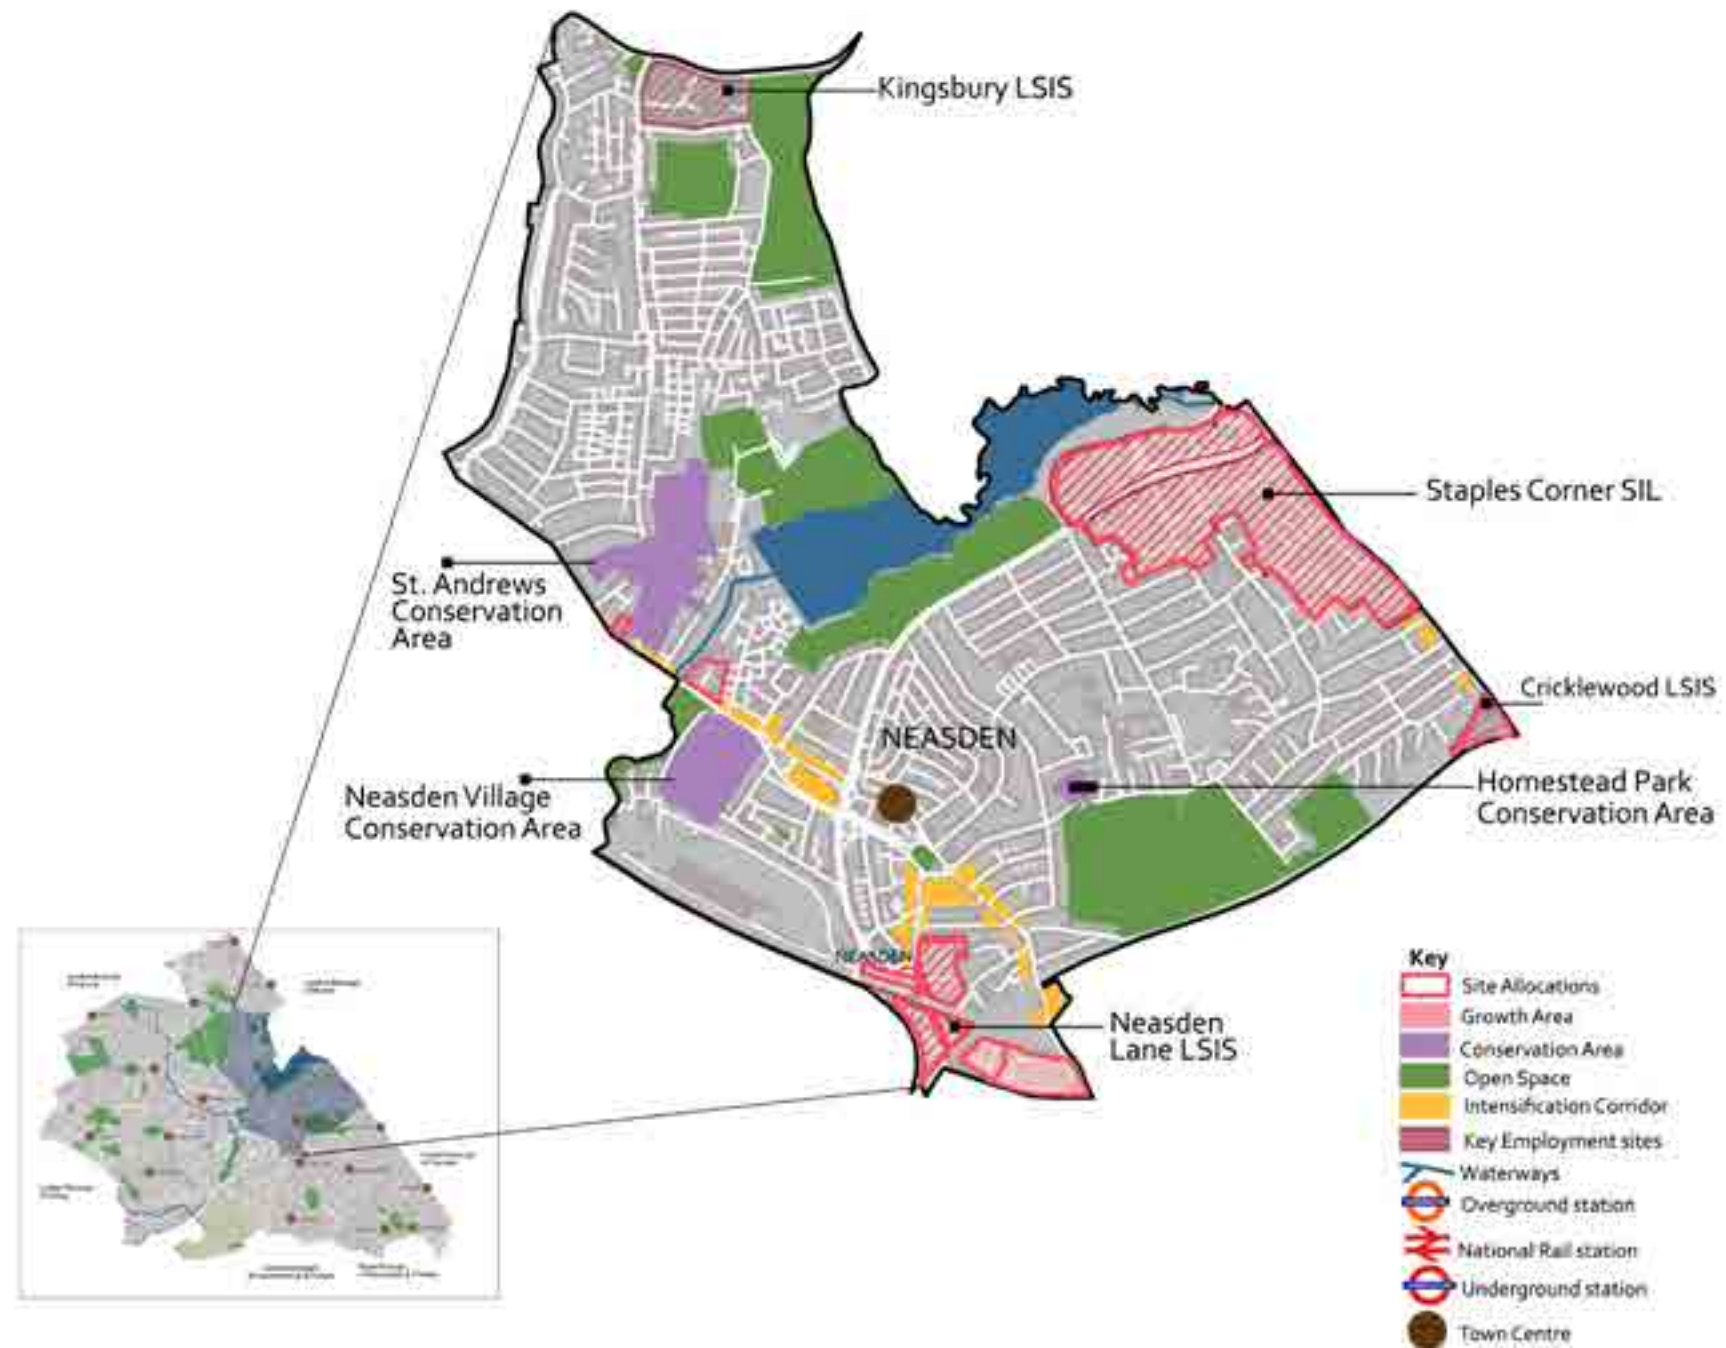 Kingsbury LSIS
Staples Corner SIL
St. Andrews
Conservation
Area
Cricklewood LSIS
NEASDEN
Homestead Park
Conservation Area
Neasden Village
Conservation Area
NEASDEN
Neasden
Lane LSIS
Key
Site Allocations
Growth Area
Conservation Area
Open Space
Intensification Corridor
Key Employment sites
Waterways
Overground station
National Rail station
Underground station
Town Centre